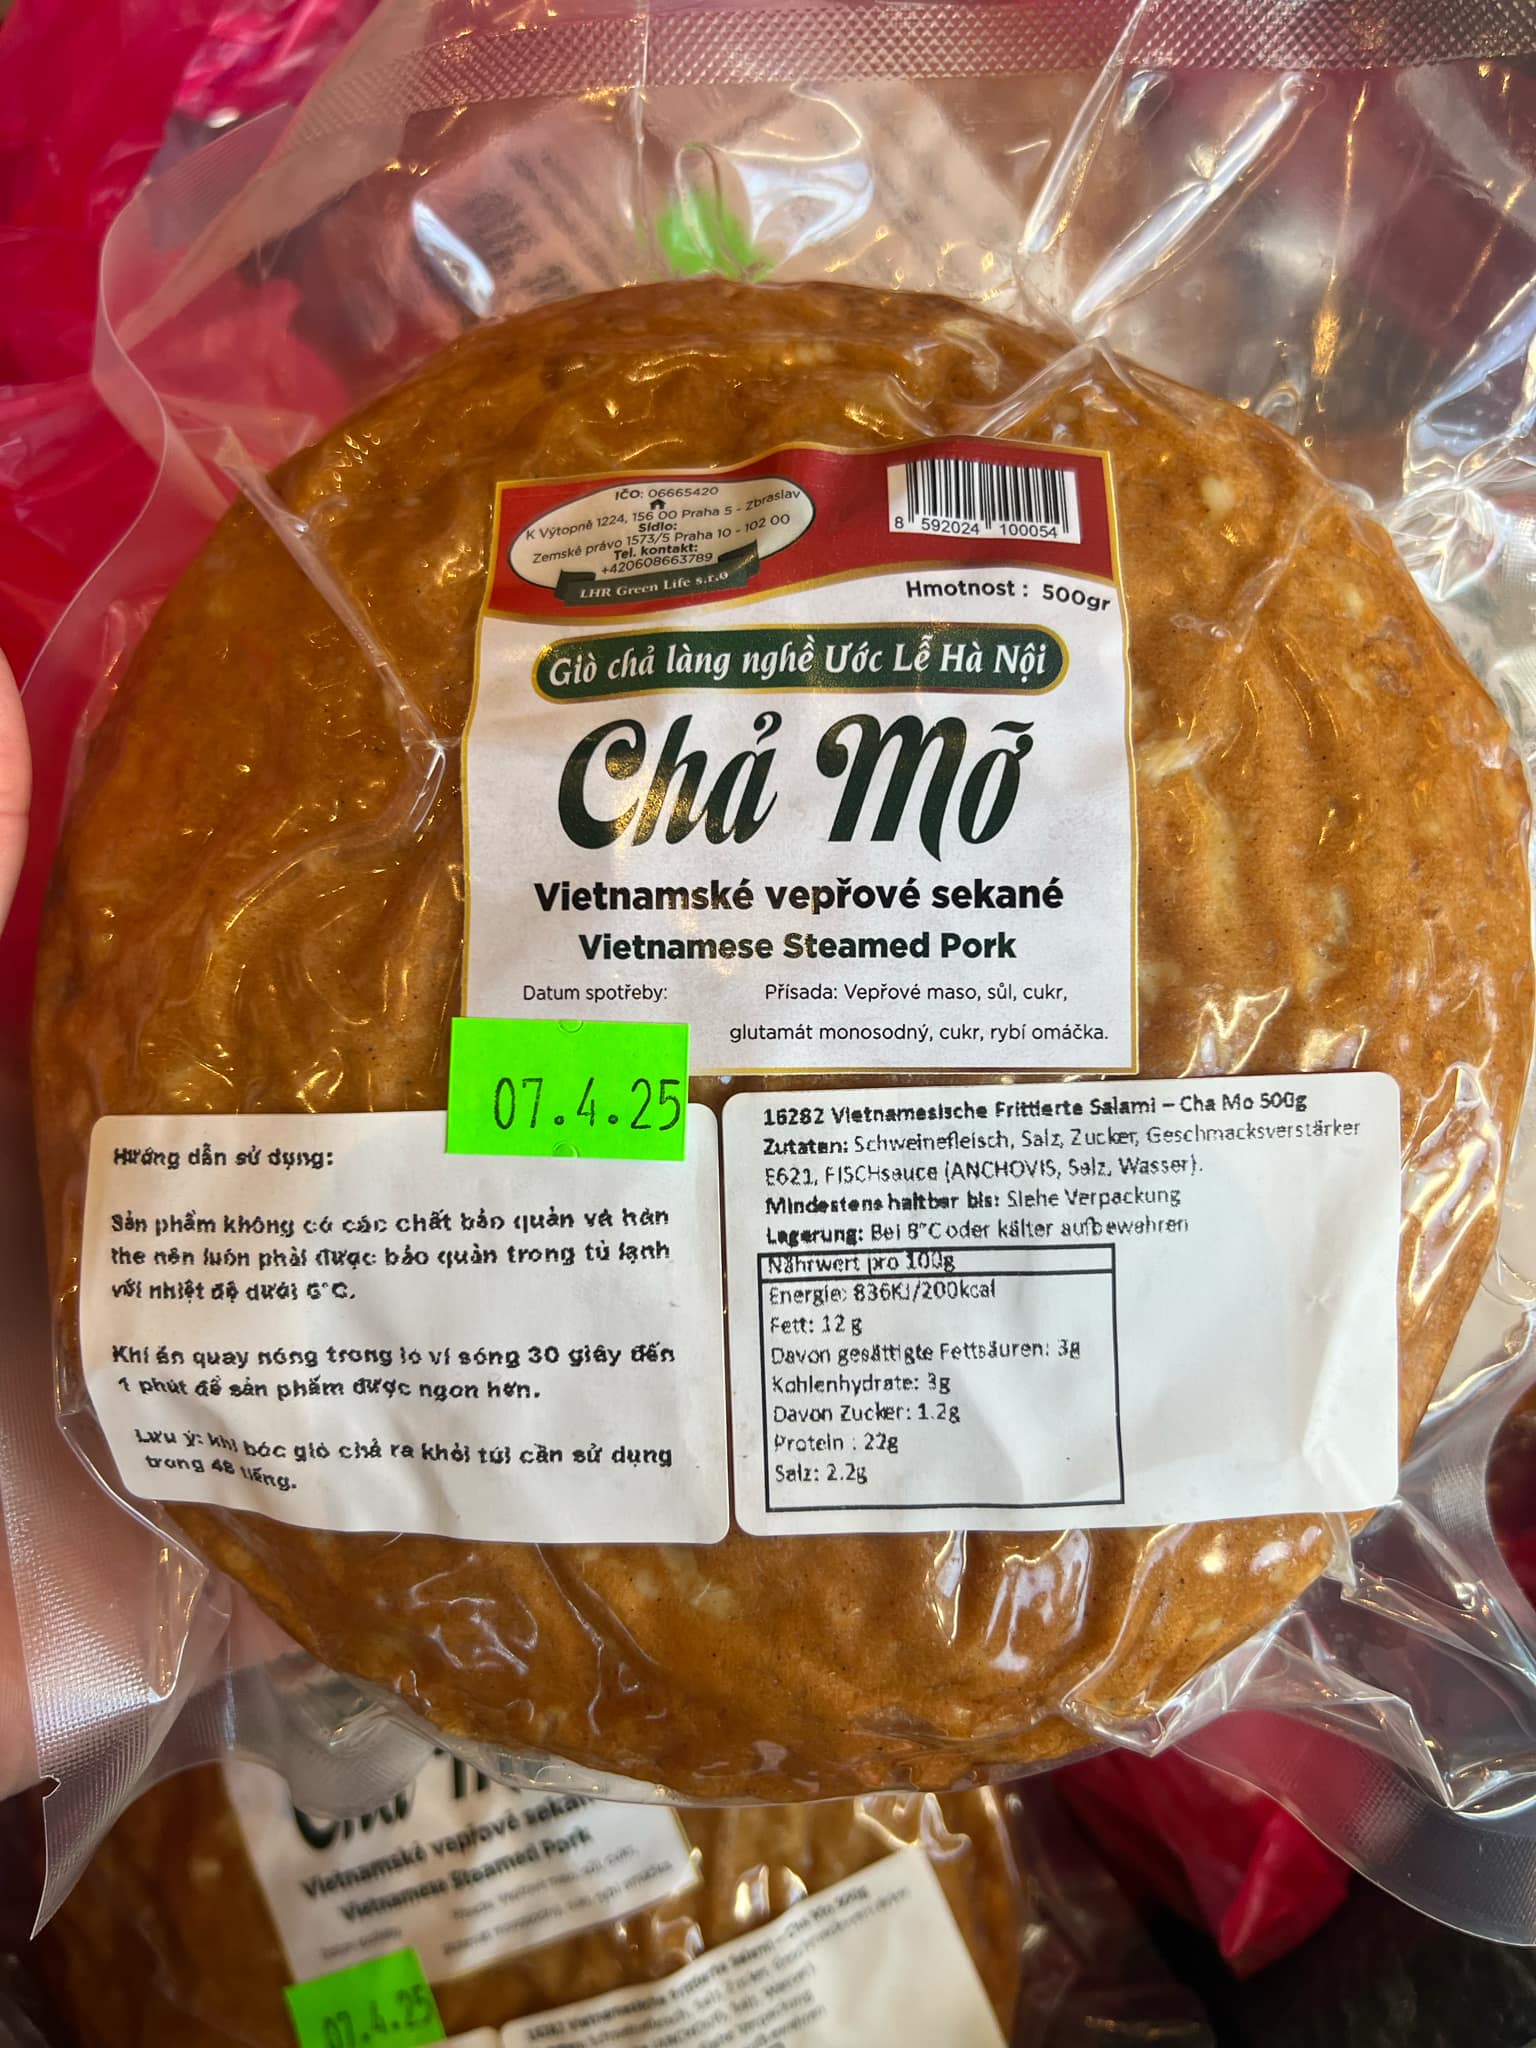 IČO: 06665420
K Výtopně 1224, 156 00 Praha 5 - Zbraslav
Sídlo:
Zemské právo 1573/5 Praha 10 - 102 00
Tel. kontakt:
+420608663789
LHR Green Life s.r.o
8 592024 100054
Hmotnost : 500gr
Giò chả làng nghề Ước Lễ Hà Nội
Chả Mỡ
Vietnamské vepřové sekané
Vietnamese Steamed Pork
Datum spotřeby:
Přísada: Vepřové maso, sůl, cukr,
glutamát monosodný, cukr, rybí omáčka.
07.4.25
Hướng dẫn sử dụng:
Sản phẩm không có các chất bảo quản và hàn
the nên luôn phải được bảo quản trong tủ lạnh
với nhiệt độ dưới 6°C.
Khi ăn quay nóng trong lò vi sóng 30 giây đến
1 phút để sản phẩm được ngon hơn.
Lưu ý: khi bóc giò chả ra khỏi túi cần sử dụng
trong 48 tiếng.
16282 Vietnamesische Frittierte Salami – Cha Mo 500g
Zutaten: Schweinefleisch, Salz, Zucker, Geschmacksverstärker
E621, FISCHsauce (ANCHOVIS, Salz, Wasser).
Mindestens haltbar bis: Siehe Verpackung
Lagerung: Bei 8°C oder kälter aufbewahren
Nährwert pro 100g
Energie: 836KJ/200kcal
Fett: 12 g
Davon gesättigte Fettsäuren: 3g
Kohlenhydrate: 3g
Davon Zucker: 1.2g
Protein : 22g
Salz: 2.2g
Vietnamské vepřové sekan
Vietnamese Steamed Pork
07.4.25